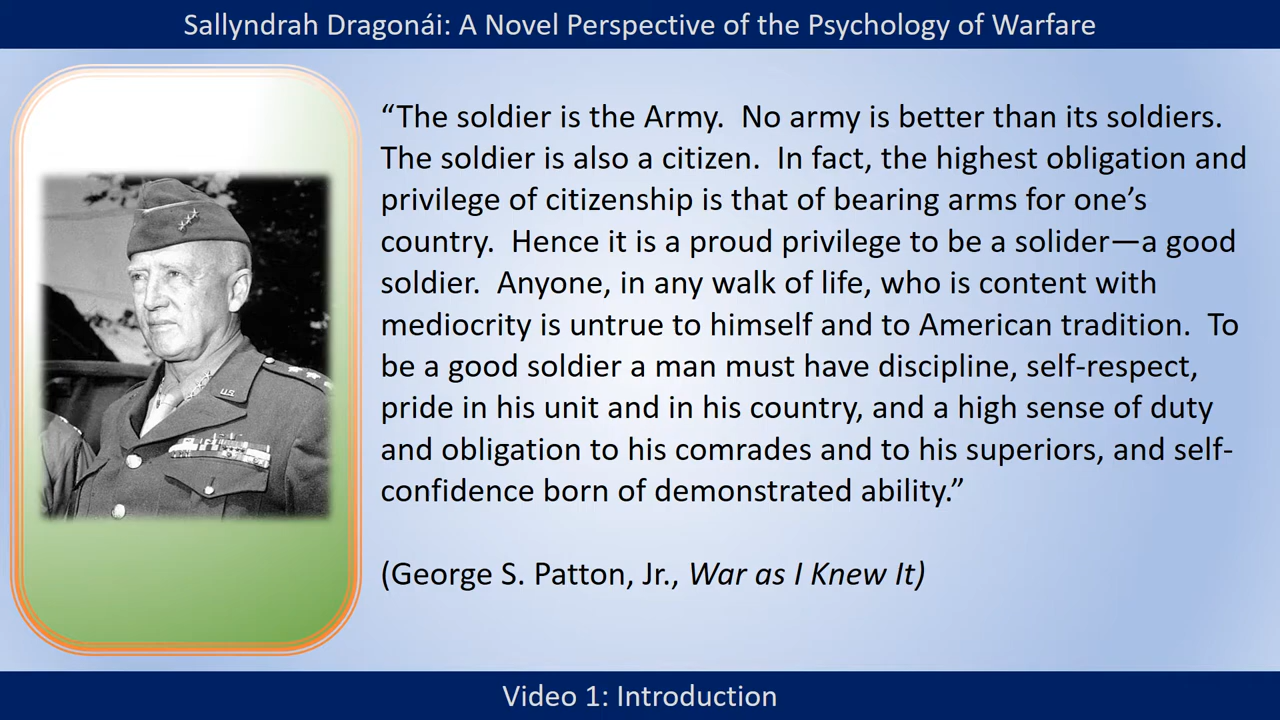 Sallyndrah Dragonái: A Novel Perspective of the Psychology of Warfare
“The soldier is the Army.  No army is better than its soldiers.
The soldier is also a citizen.  In fact, the highest obligation and
privilege of citizenship is that of bearing arms for one’s
country.  Hence it is a proud privilege to be a solider—a good
soldier.  Anyone, in any walk of life, who is content with
mediocrity is untrue to himself and to American tradition.  To
be a good soldier a man must have discipline, self-respect,
pride in his unit and in his country, and a high sense of duty
and obligation to his comrades and to his superiors, and self-
confidence born of demonstrated ability.”
(George S. Patton, Jr., War as I Knew It)
U.S.
Video 1: Introduction